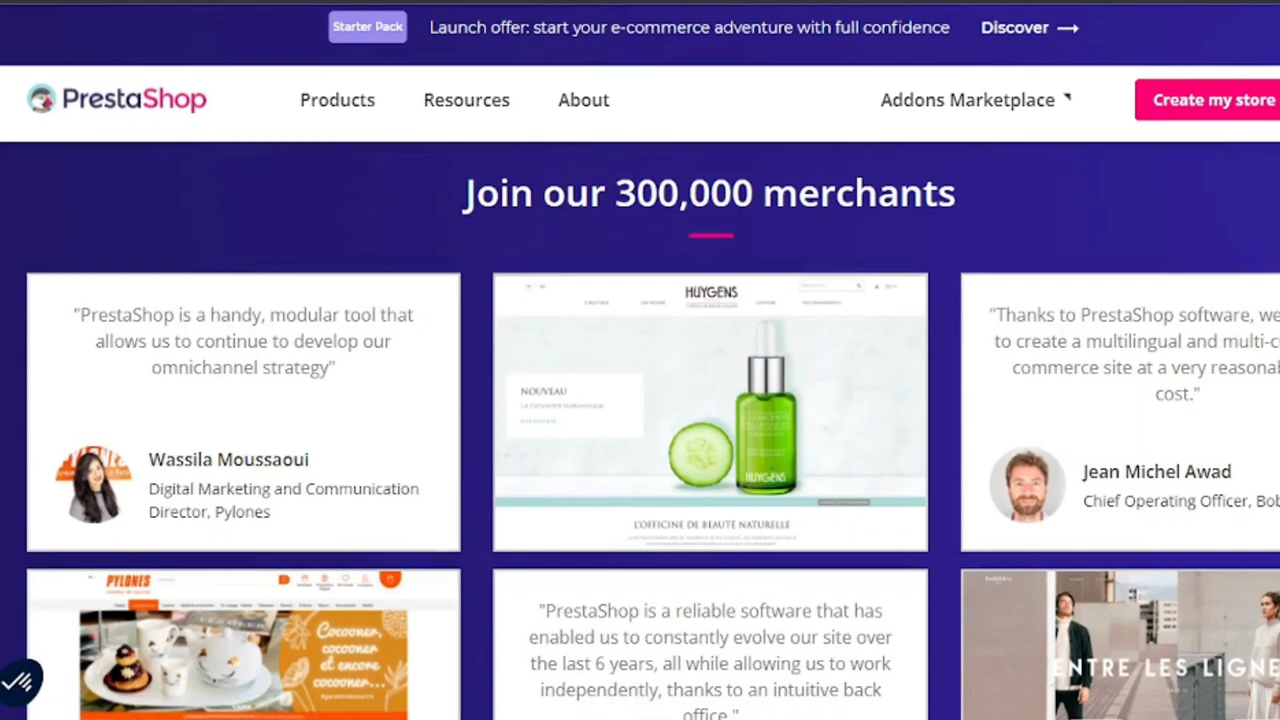 Starter Pack Launch offer: start your e-commerce adventure with full confidence Discover
PrestaShop Products Resources About Addons Marketplace Create my store
Join our 300,000 merchants
"PrestaShop is a handy, modular tool that
allows us to continue to develop our
omnichannel strategy"
Wassila Moussaoui
Digital Marketing and Communication
Director, Pylones
HUYGENS
NOUVEAU
HUYGENS
L'OFFICINE DE BEAUTÉ NATURELLE
"Thanks to PrestaShop software, we
to create a multilingual and multi-c
commerce site at a very reasona
cost."
Jean Michel Awad
Chief Operating Officer, Bo
PYLONES
Cocooner,
cocooner
et encore
cocooner...
"PrestaShop is a reliable software that has
enabled us to constantly evolve our site over
the last 6 years, all while allowing us to work
independently, thanks to an intuitive back
office."
ENTRE LES LIGNE